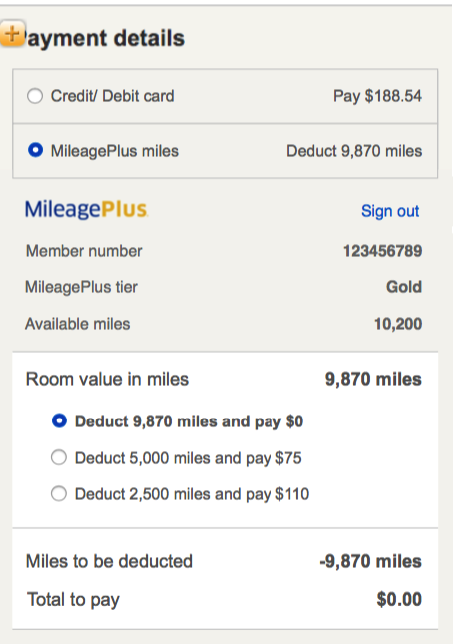 ayment details
Credit/ Debit card Pay $188.54
MileagePlus miles Deduct 9,870 miles
MileagePlus Sign out
Member number 123456789
MileagePlus tier Gold
Available miles 10,200
Room value in miles 9,870 miles
Deduct 9,870 miles and pay $0
Deduct 5,000 miles and pay $75
Deduct 2,500 miles and pay $110
Miles to be deducted -9,870 miles
Total to pay $0.00